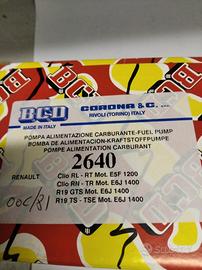 BCD
CORONA & C. snc
MADE IN ITALY
RIVOLI (TORINO) ITALY
POMPA ALIMENTAZIONE CARBURANTE-FUEL PUMP
BOMBA DE ALIMENTACION-KRAFTSTOFFPUMPE
POMPE ALIMENTATION CARBURANT
2640
RENAULT
Clio RL - RT Mot. E5F 1200
Clio RN - TR Mot. E6J 1400
R19 GTS Mot. E6J 1400
R19 TS - TSE Mot. E6J 1400
OOC/81